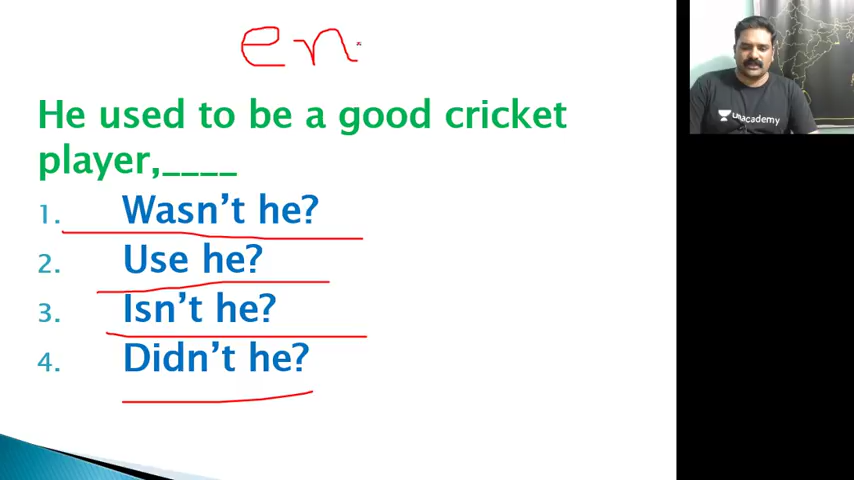 en
He used to be a good cricket
player,____
1. Wasn't he?
2. Use he?
3. Isn't he?
4. Didn't he?
unacademy